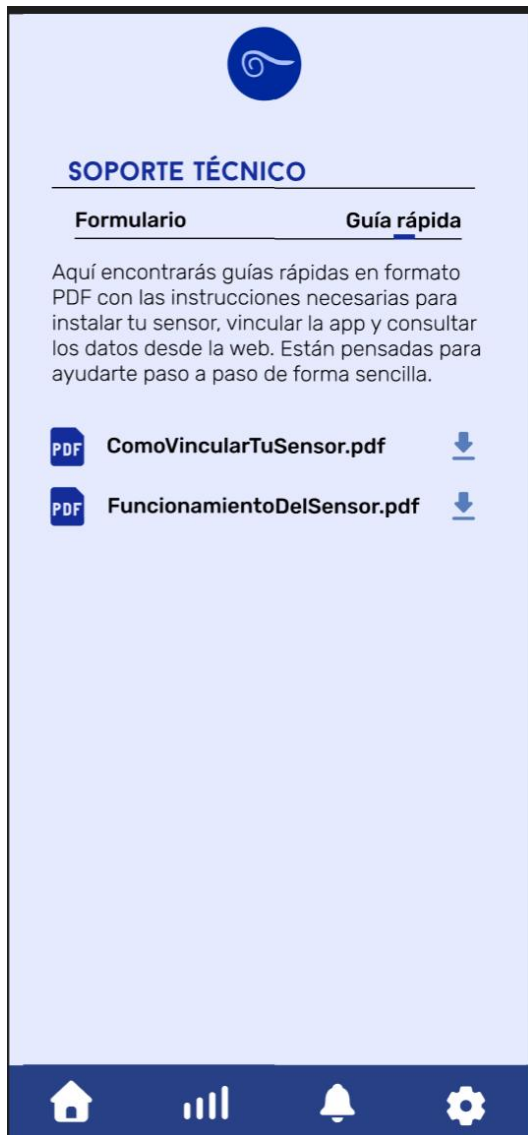 SOPORTE TÉCNICO
Formulario
Guía rápida
Aquí encontrarás guías rápidas en formato
PDF con las instrucciones necesarias para
instalar tu sensor, vincular la app y consultar
los datos desde la web. Están pensadas para
ayudarte paso a paso de forma sencilla.
PDF ComoVincularTuSensor.pdf
PDF FuncionamientoDelSensor.pdf